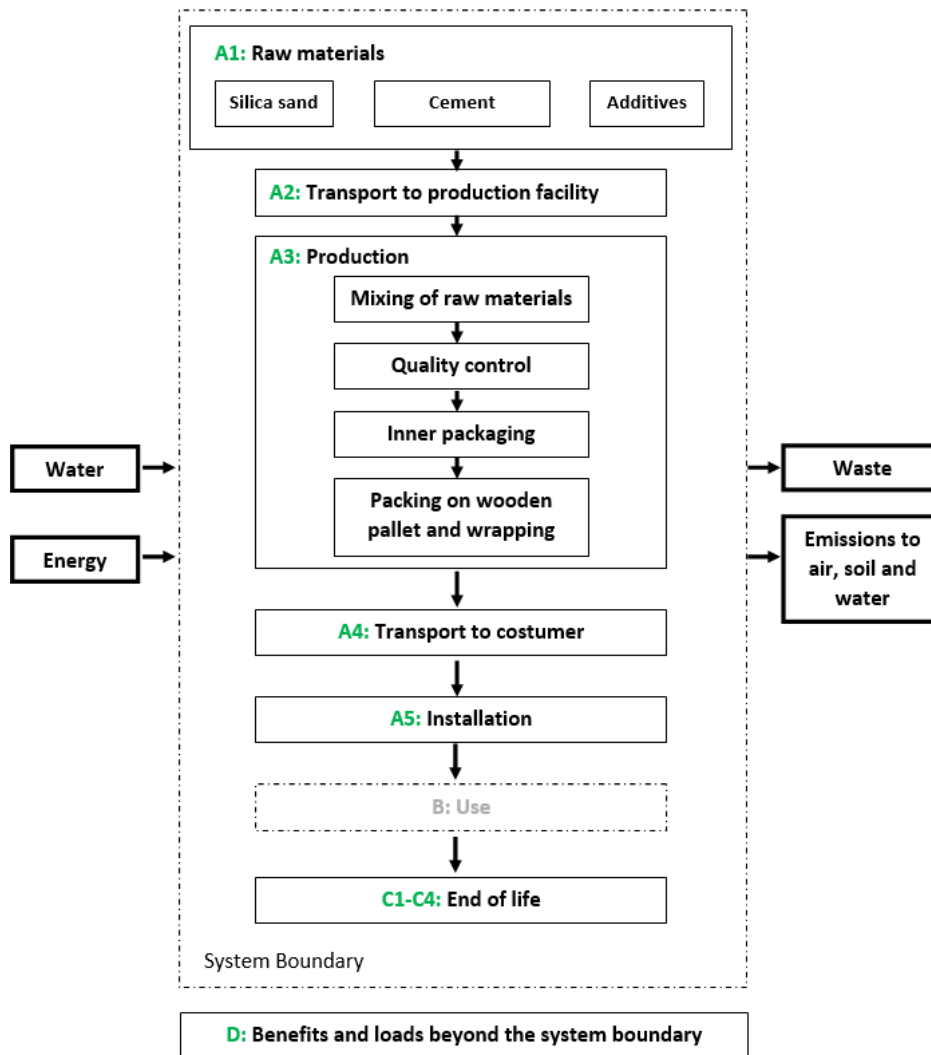 A1: Raw materials
Silica sand
Cement
Additives
A2: Transport to production facility
A3: Production
Mixing of raw materials
Quality control
Inner packaging
Packing on wooden
pallet and wrapping
Water
Energy
Waste
Emissions to
air, soil and
water
A4: Transport to costumer
A5: Installation
B: Use
C1-C4: End of life
System Boundary
D: Benefits and loads beyond the system boundary